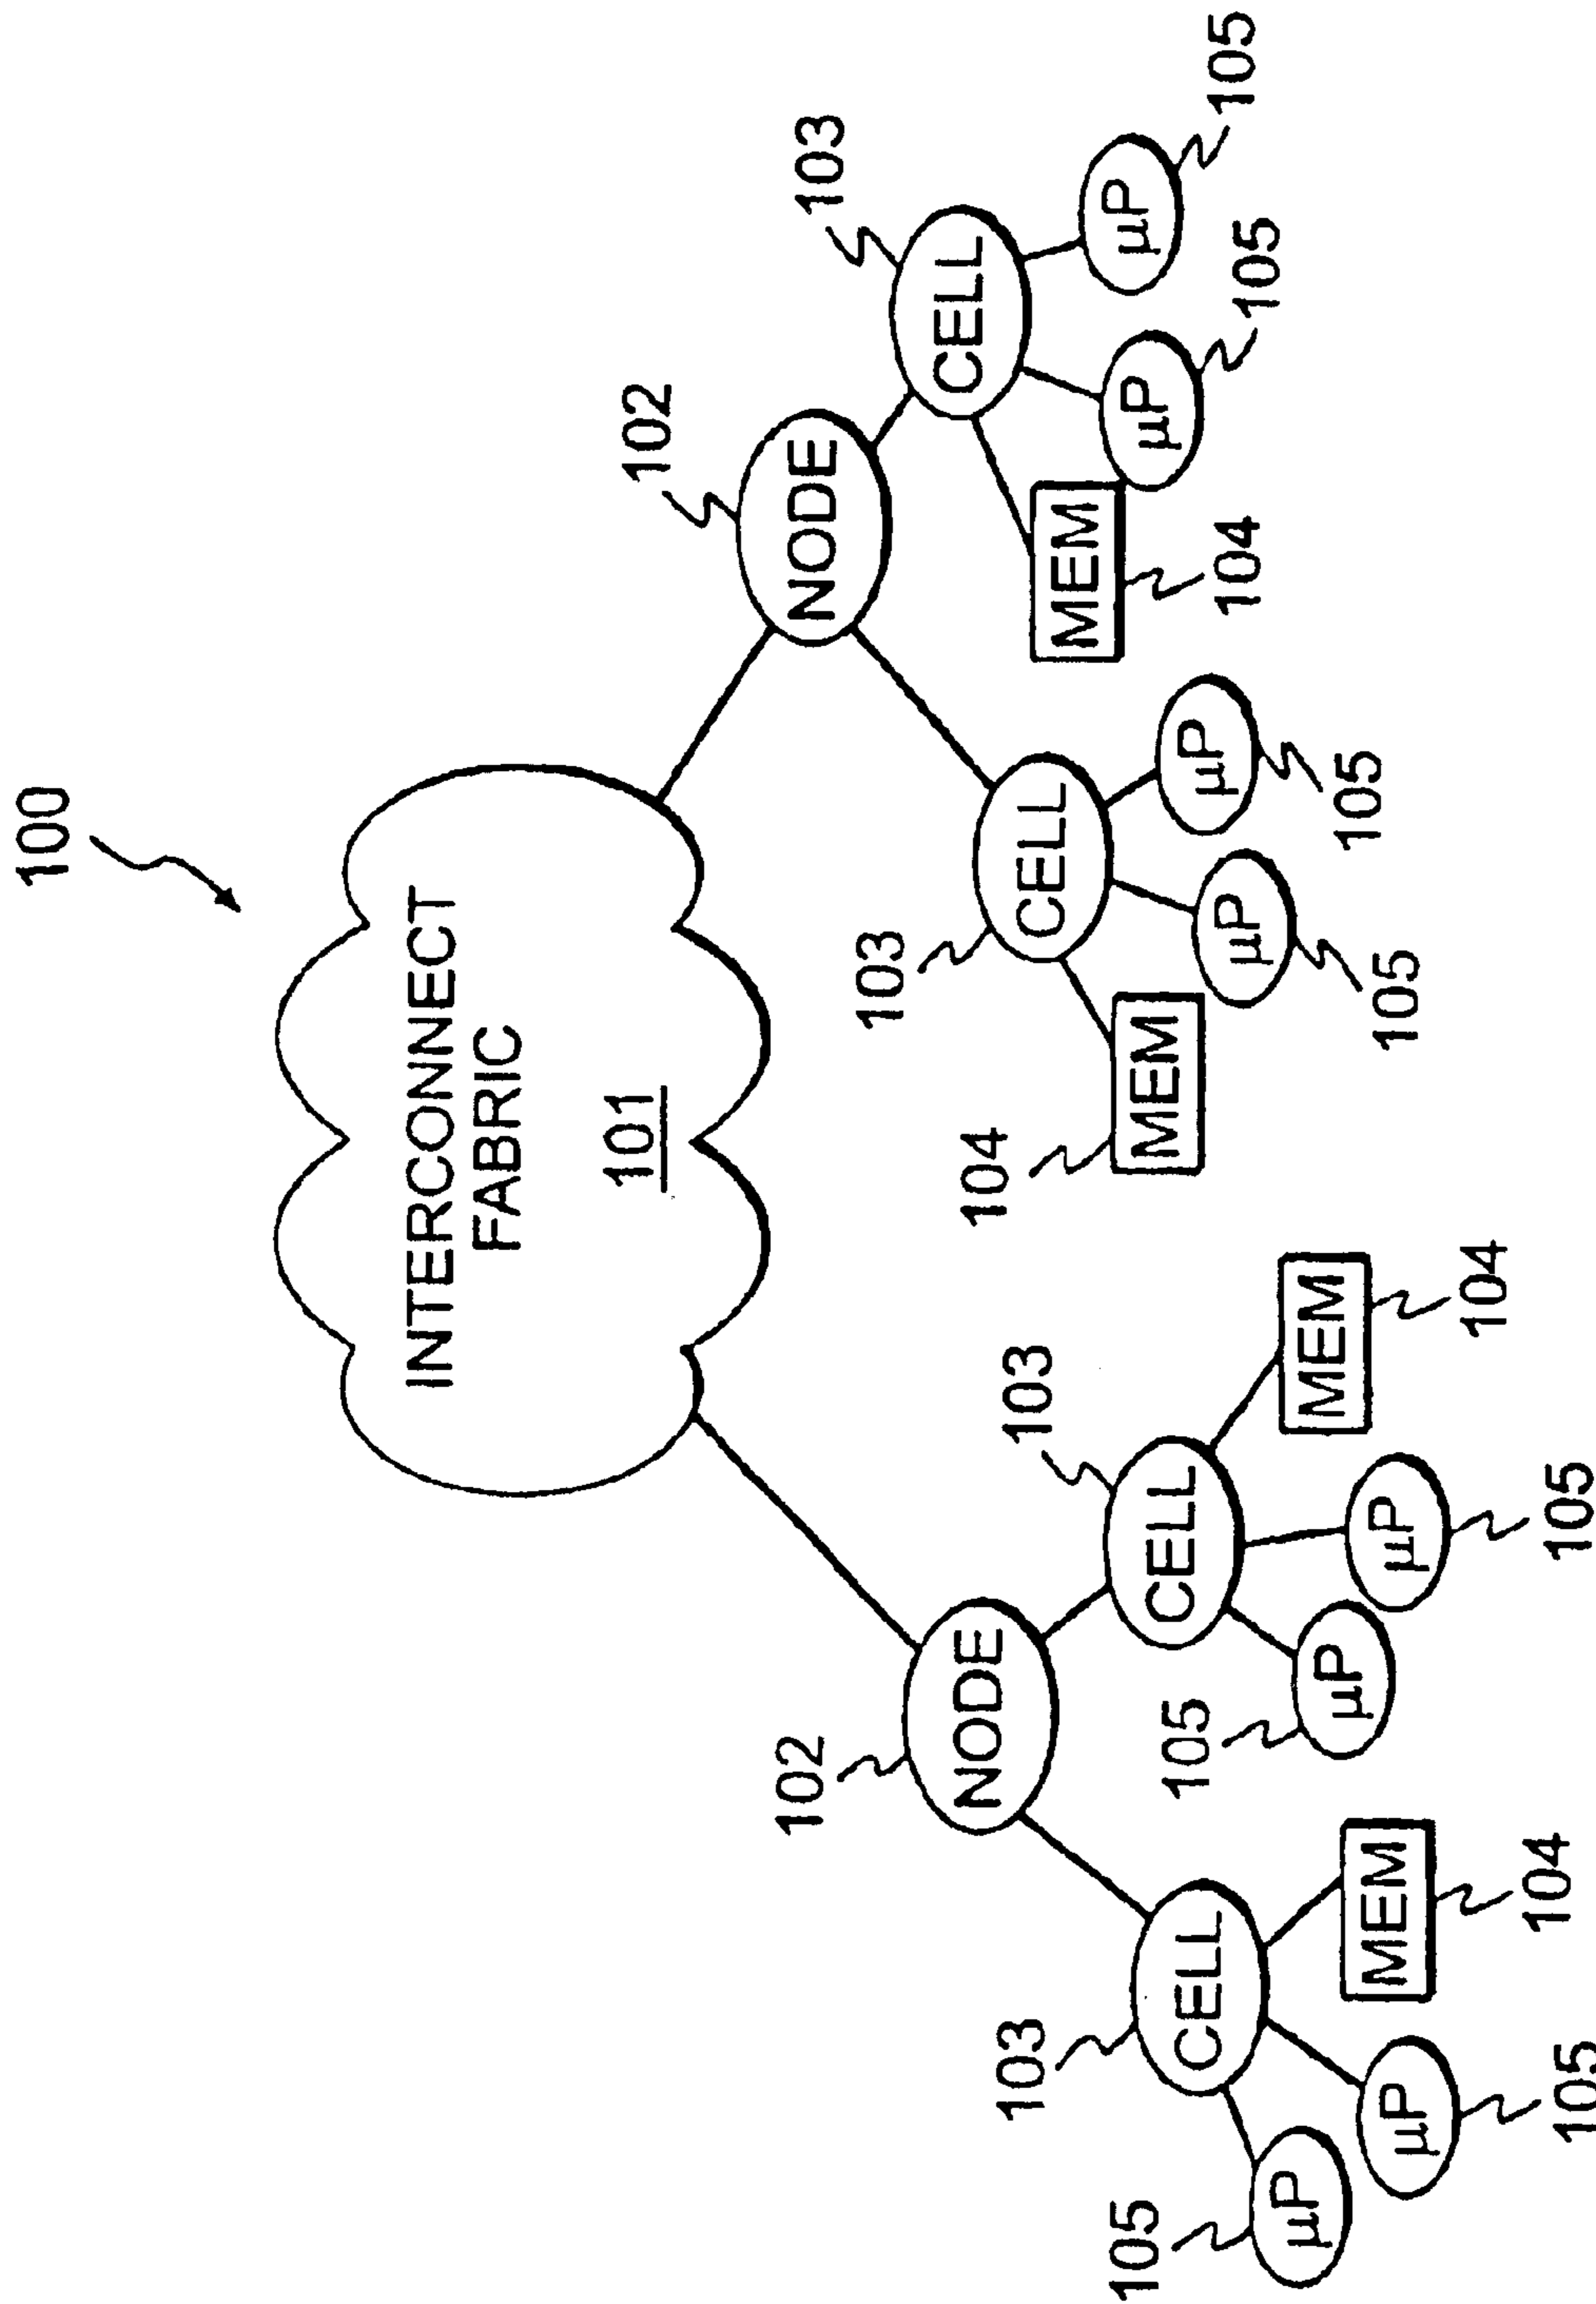 100
INTERCONNECT
FABRIC
101
102
NODE
103
CELL
μP
105
μP
105
MEM
104
103
CELL
μP
105
μP
105
MEM
104
102
NODE
103
CELL
MEM
104
μP
105
μP
105
103
CELL
MEM
104
μP
105
μP
105